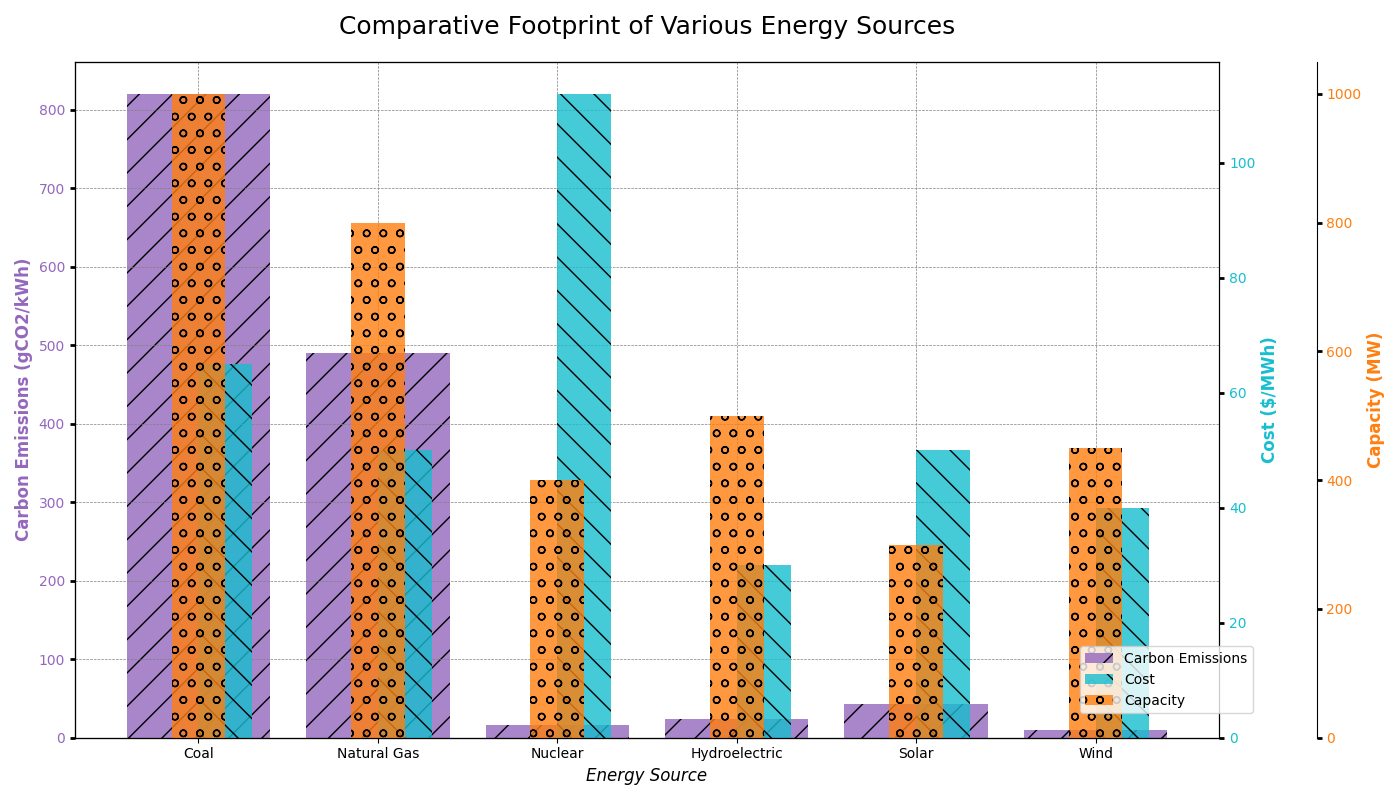 Comparative Footprint of Various Energy Sources
Carbon Emissions (gCO2/kWh)
800
700
600
500
400
300
200
100
0
Coal
Natural Gas
Nuclear
Hydroelectric
Solar
Wind
Energy Source
100
80
60
40
20
0
Cost ($/MWh)
1000
800
600
400
200
0
Capacity (MW)
Carbon Emissions
Cost
Capacity